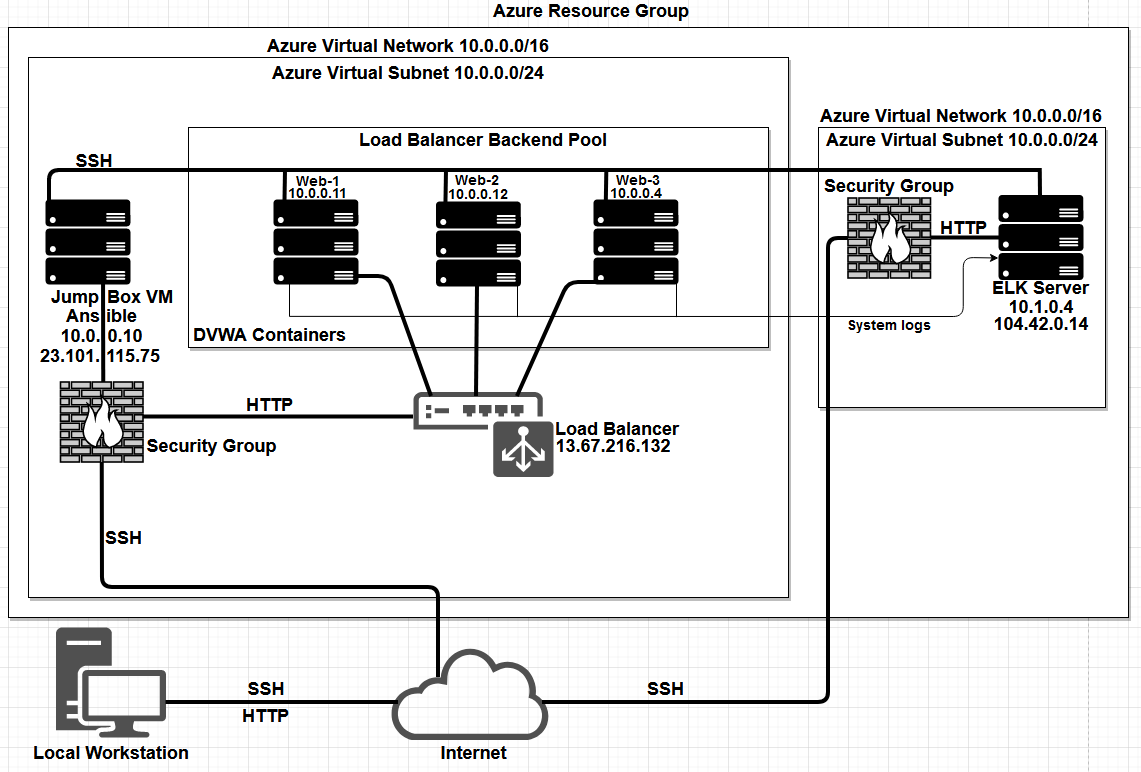 Azure Resource Group
Azure Virtual Network 10.0.0.0/16
Azure Virtual Subnet 10.0.0.0/24
Azure Virtual Network 10.0.0.0/16
Azure Virtual Subnet 10.0.0.0/24
Load Balancer Backend Pool
SSH
Web-1
10.0.0.11
Web-2
10.0.0.12
Web-3
10.0.0.4
Security Group
HTTP
Jump Box VM
Ansible
10.0.0.10
23.101.115.75
ELK Server
10.1.0.4
104.42.0.14
System logs
DVWA Containers
HTTP
Load Balancer
13.67.216.132
Security Group
SSH
SSH
HTTP
SSH
Local Workstation
Internet